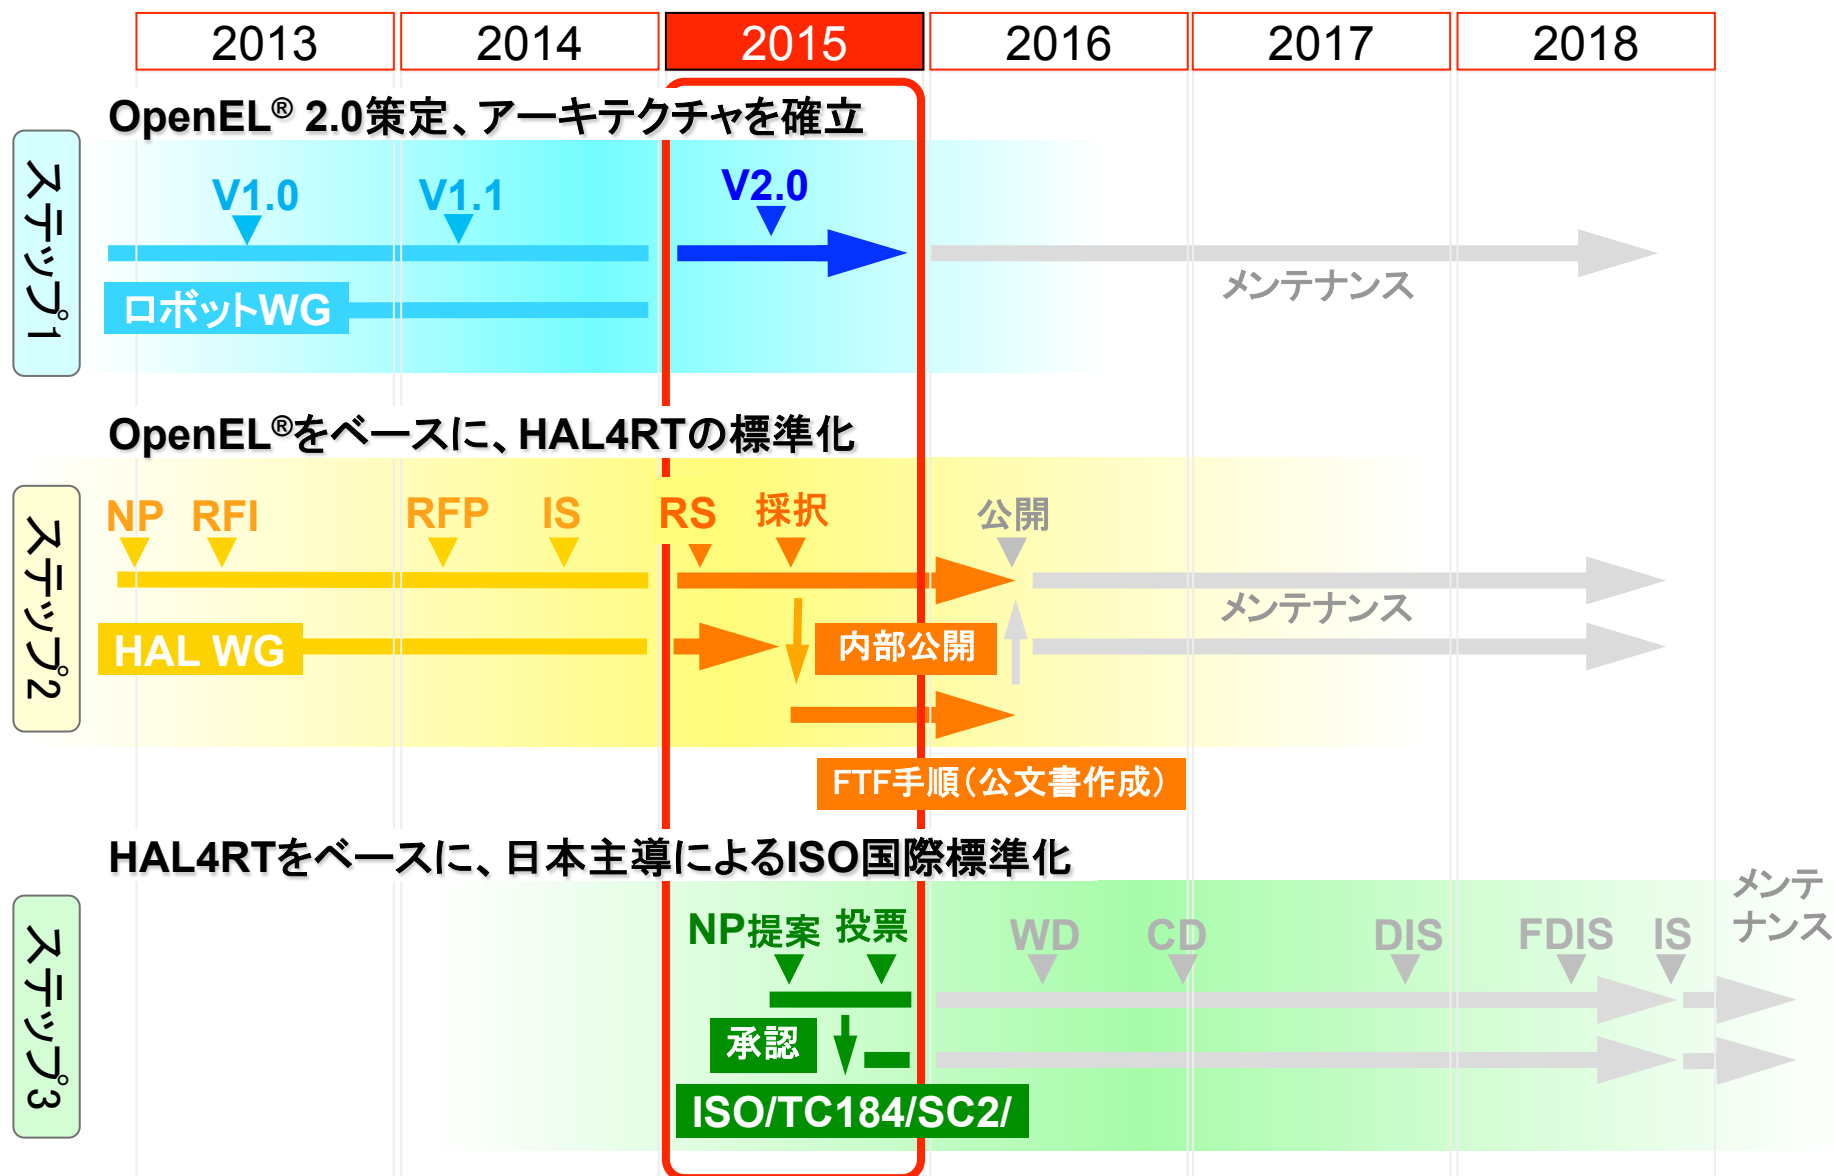 2013 2014 2015 2016 2017 2018
OpenEL® 2.0策定、アーキテクチャを確立
ステップ1
V1.0 V1.1 V2.0
メンテナンス
ロボットWG
OpenEL®をベースに、HAL4RTの標準化
ステップ2
NP RFI RFP IS RS 採択 公開
メンテナンス
HAL WG
内部公開
FTF手順（公文書作成）
HAL4RTをベースに、日本主導によるISO国際標準化
ステップ3
NP提案 投票 WD CD DIS FDIS IS
メンテ
ナンス
承認
ISO/TC184/SC2/